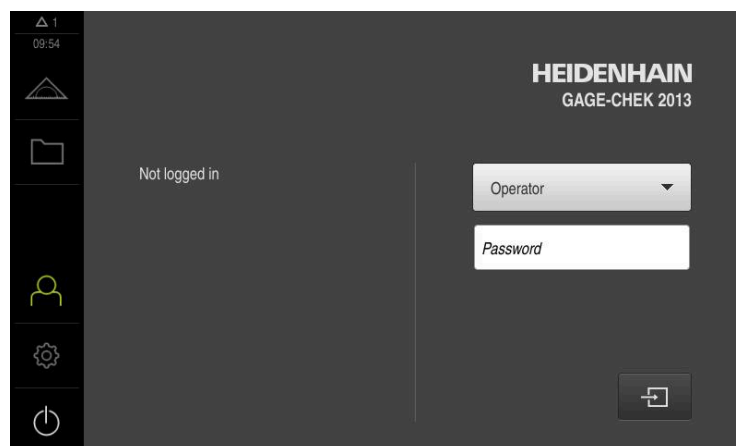 △ 1
09:54
HEIDENHAIN
GAGE-CHEK 2013
Not logged in
Operator
Password